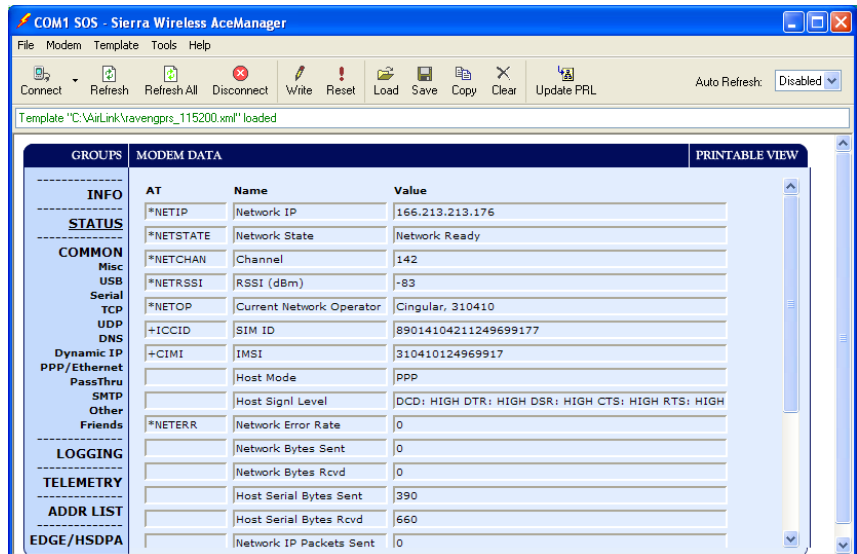 COM1 SOS - Sierra Wireless AceManager
File Modem Template Tools Help
Connect Refresh Refresh All Disconnect Write Reset Load Save Copy Clear Update PRL Auto Refresh: Disabled
Template "C:\AirLink\ravengprs_115200.xml" loaded
GROUPS MODEM DATA PRINTABLE VIEW
INFO
STATUS
COMMON
Misc
USB
Serial
TCP
UDP
DNS
Dynamic IP
PPP/Ethernet
PassThru
SMTP
Other
Friends
LOGGING
TELEMETRY
ADDR LIST
EDGE/HSDPA
AT Name Value
*NETIP Network IP 166.213.213.176
*NETSTATE Network State Network Ready
*NETCHAN Channel 142
*NETRSSI RSSI (dBm) -83
*NETOP Current Network Operator Cingular, 310410
+ICCID SIM ID 89014104211249699177
+CIMI IMSI 310410124969917
Host Mode PPP
Host Signl Level DCD: HIGH DTR: HIGH DSR: HIGH CTS: HIGH RTS: HIGH
*NETERR Network Error Rate 0
Network Bytes Sent 0
Network Bytes Rcvd 0
Host Serial Bytes Sent 390
Host Serial Bytes Rcvd 660
Network IP Packets Sent 0